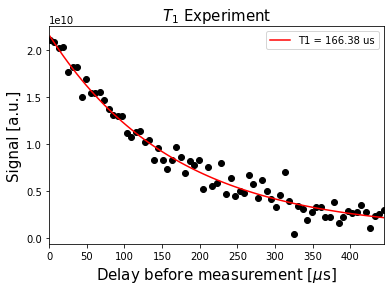 T₁ Experiment
1e10
T1 = 166.38 us
2.0
1.5
1.0
0.5
0.0
Signal [a.u.]
0 50 100 150 200 250 300 350 400
Delay before measurement [μs]